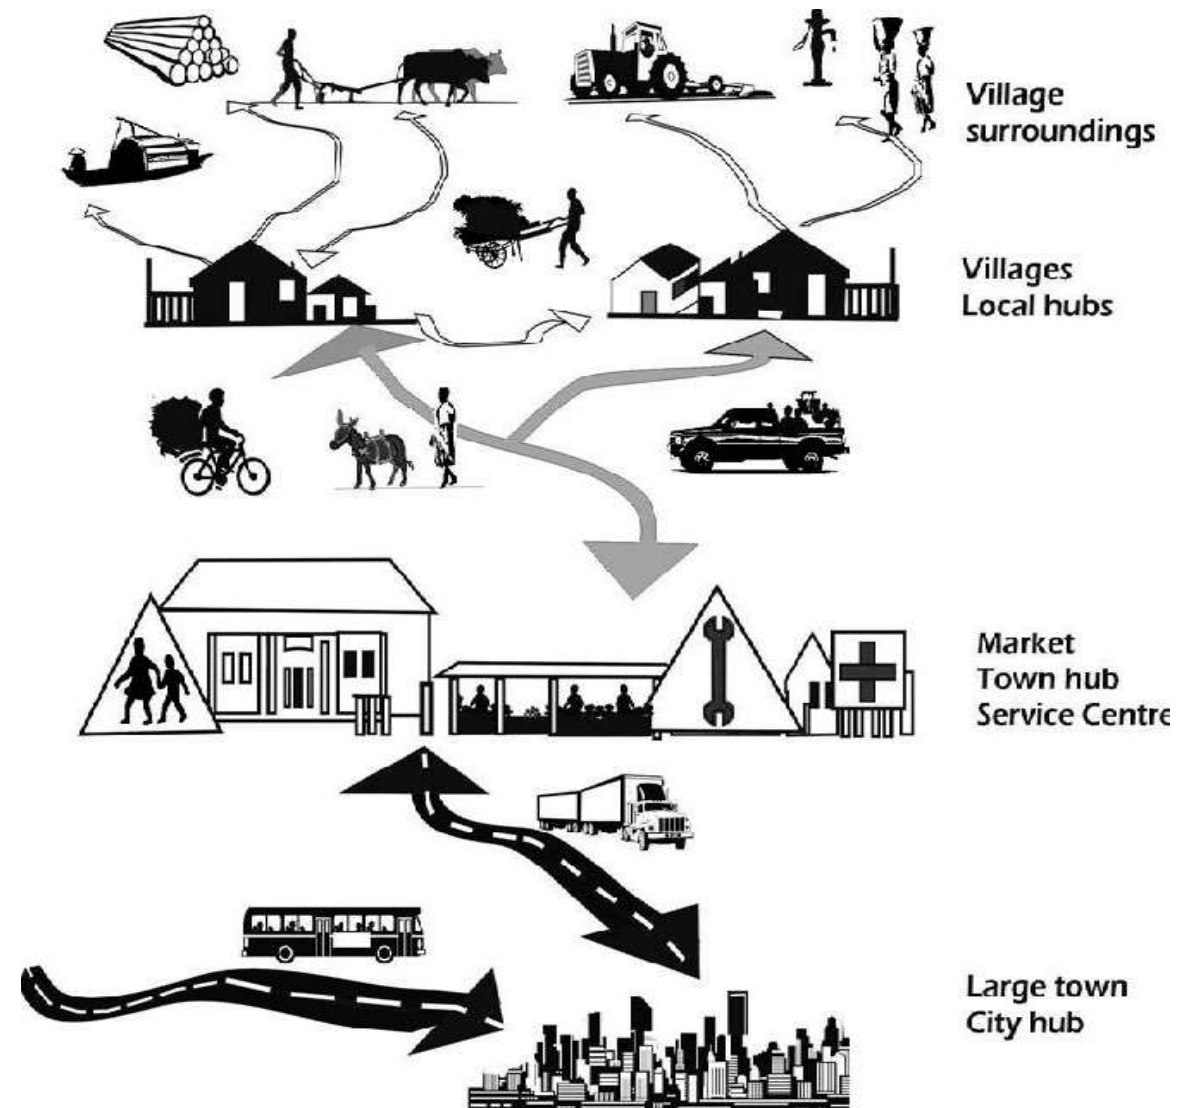 Village
surroundings
Villages
Local hubs
Market
Town hub
Service Centre
Large town
City hub